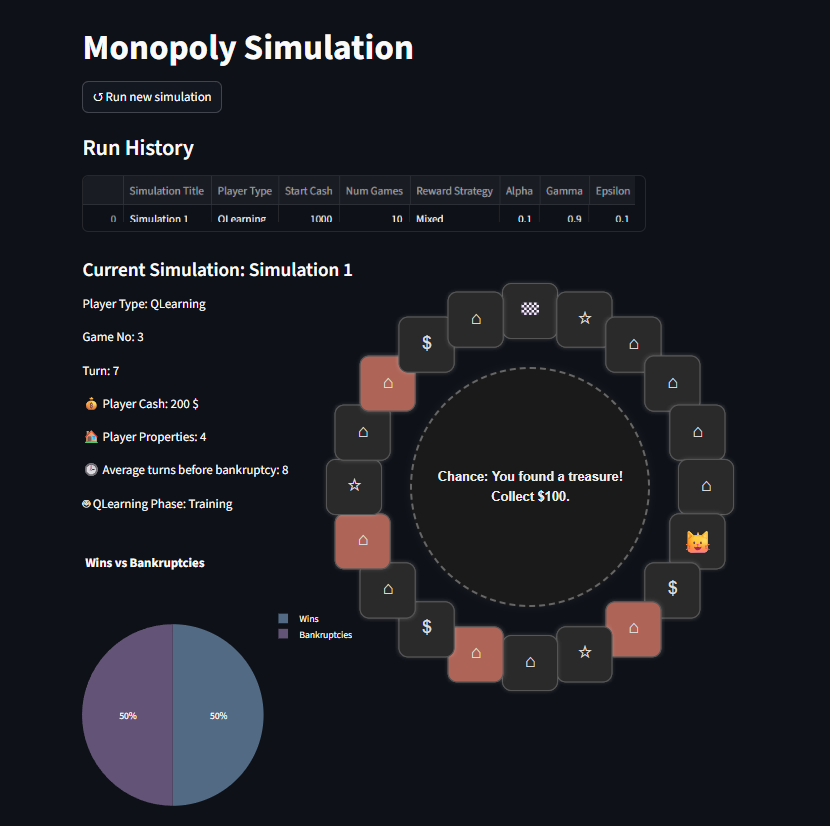 Monopoly Simulation
↺ Run new simulation
Run History
Simulation Title Player Type Start Cash Num Games Reward Strategy Alpha Gamma Epsilon
0 Simulation 1 QLearning 1000 10 Mixed 0.1 0.9 0.1
Current Simulation: Simulation 1
Player Type: QLearning
Game No: 3
Turn: 7
💰 Player Cash: 200 $
🏠 Player Properties: 4
🕒 Average turns before bankruptcy: 8
QLearning Phase: Training
$
$
$
$
Chance: You found a treasure!
Collect $100.
Wins vs Bankruptcies
Wins
Bankruptcies
50%
50%